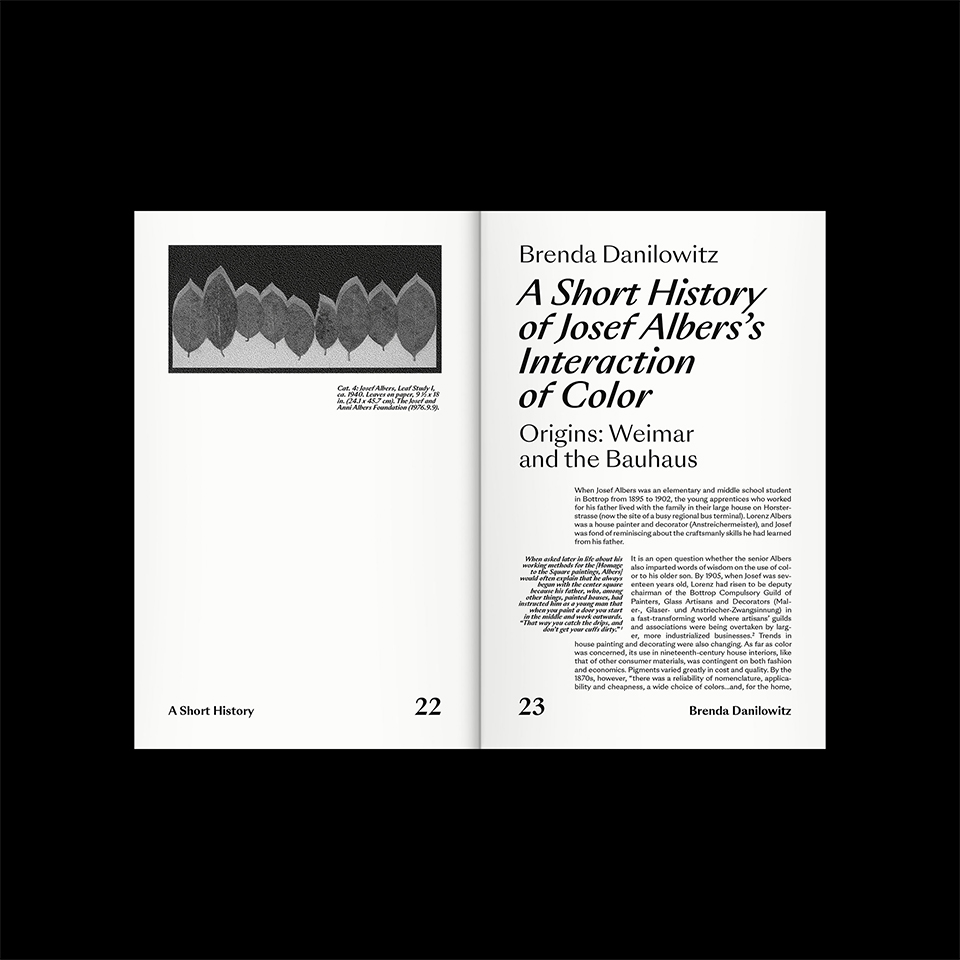 Cat. 4: Josef Albers, Leaf Study I,
ca. 1940. Leaves on paper, 9 ½ x 18
in. (24.1 x 45.7 cm). The Josef and
Anni Albers Foundation (1976.9.9).
A Short History
22
Brenda Danilowitz
A Short History
of Josef Albers’s
Interaction
of Color
Origins: Weimar
and the Bauhaus
When Josef Albers was an elementary and middle school student
in Bottrop from 1895 to 1902, the young apprentices who worked
for his father lived with the family in their large house on Horster-
strasse (now the site of a busy regional bus terminal). Lorenz Albers
was a house painter and decorator (Anstreichermeister), and Josef
was fond of reminiscing about the craftsmanly skills he had learned
from his father.
When asked later in life about his
working methods for the [Homage
to the Square paintings, Albers]
would often explain that he always
began with the center square
because his father, who, among
other things, painted houses, had
instructed him as a young man that
when you paint a door you start
in the middle and work outwards.
“That way you catch the drips, and
don’t get your cuffs dirty.”¹
It is an open question whether the senior Albers
also imparted words of wisdom on the use of col-
or to his older son. By 1905, when Josef was sev-
enteen years old, Lorenz had risen to be deputy
chairman of the Bottrop Compulsory Guild of
Painters, Glass Artisans and Decorators (Mal-
er-, Glaser- und Anstriecher-Zwangsinnung) in
a fast-transforming world where artisans’ guilds
and associations were being overtaken by larg-
er, more industrialized businesses.² Trends in
house painting and decorating were also changing. As far as color
was concerned, its use in nineteenth-century house interiors, like
that of other consumer materials, was contingent on both fashion
and economics. Pigments varied greatly in cost and quality. By the
1870s, however, “there was a reliability of nomenclature, applica-
bility and cheapness, a wide choice of colors...and, for the home,
23
Brenda Danilowitz